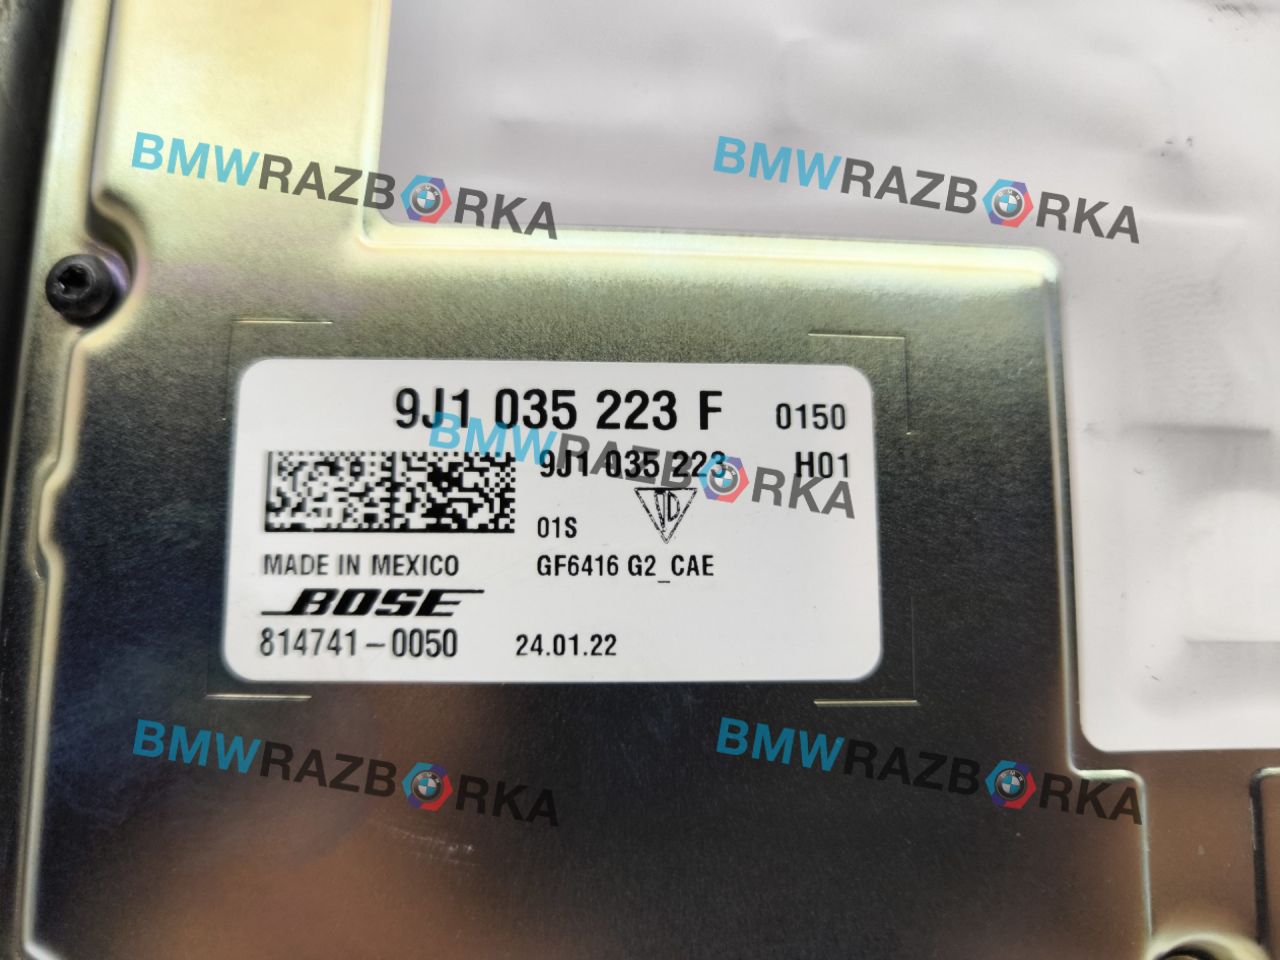 BMWRAZBORKA
BMWRAZBORKA
9J1 035 223 F 0150
BMWRAZBORKA
9J1 035 223 H01
01S
MADE IN MEXICO GF6416 G2_CAE
BOSE
814741-0050 24.01.22
BMWRAZBORKA
BMWRAZBORKA